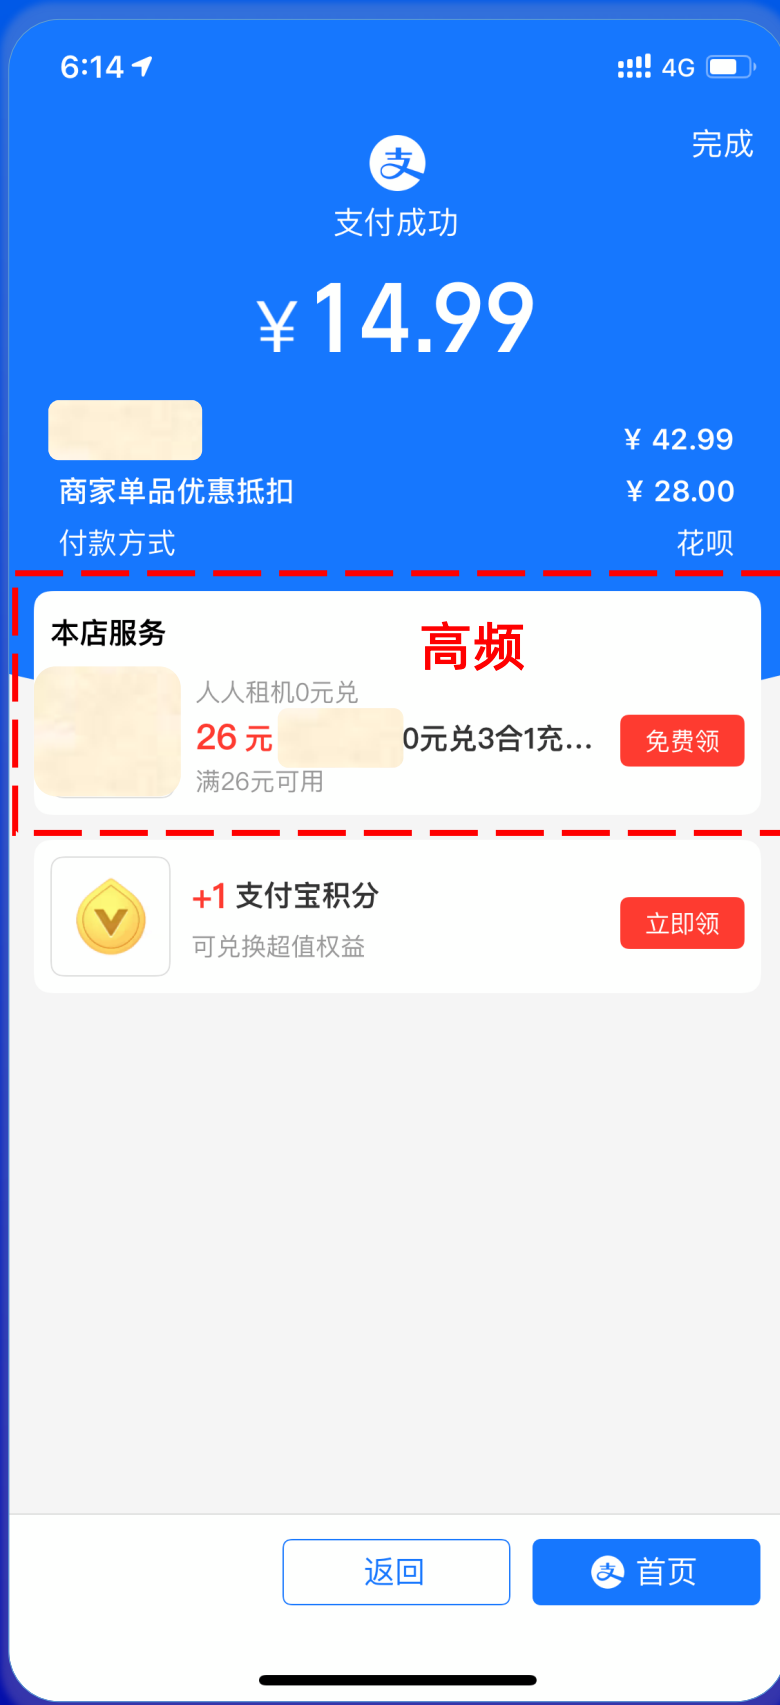 6:14
4G
完成
支付成功
¥14.99
¥ 42.99
商家单品优惠抵扣
¥ 28.00
付款方式
花呗
本店服务
高频
人人租机0元兑
26 元
0元兑3合1充...
免费领
满26元可用
+1 支付宝积分
可兑换超值权益
立即领
返回
支 首页